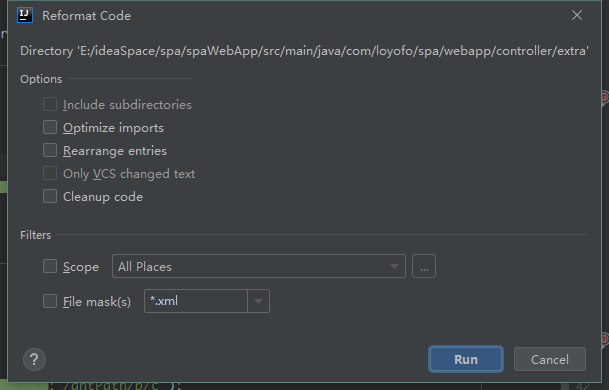 Reformat Code
Directory 'E:/ideaSpace/spa/spaWebApp/src/main/java/com/loyofo/spa/webapp/controller/extra'
Options
Include subdirectories
Optimize imports
Rearrange entries
Only VCS changed text
Cleanup code
Filters
Scope All Places ...
File mask(s) *.xml
? Run Cancel